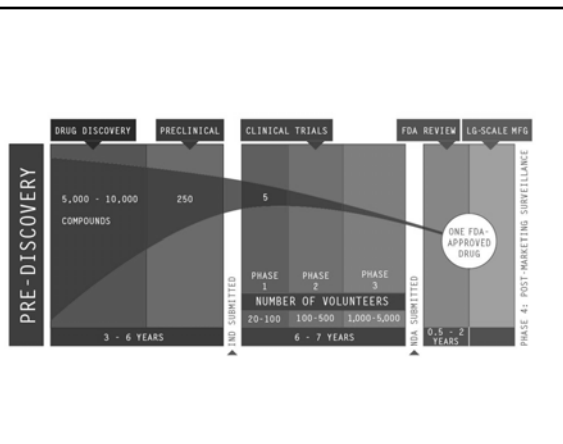 DRUG DISCOVERY
PRECLINICAL
CLINICAL TRIALS
FDA REVIEW
LG-SCALE MFG
PRE-DISCOVERY
5,000 - 10,000
COMPOUNDS
250
5
ONE FDA-
APPROVED
DRUG
PHASE
1
PHASE
2
PHASE
3
NUMBER OF VOLUNTEERS
20-100
100-500
1,000-5,000
3 - 6 YEARS
IND SUBMITTED
6 - 7 YEARS
NDA SUBMITTED
0.5 - 2
YEARS
PHASE 4: POST-MARKETING SURVEILLANCE